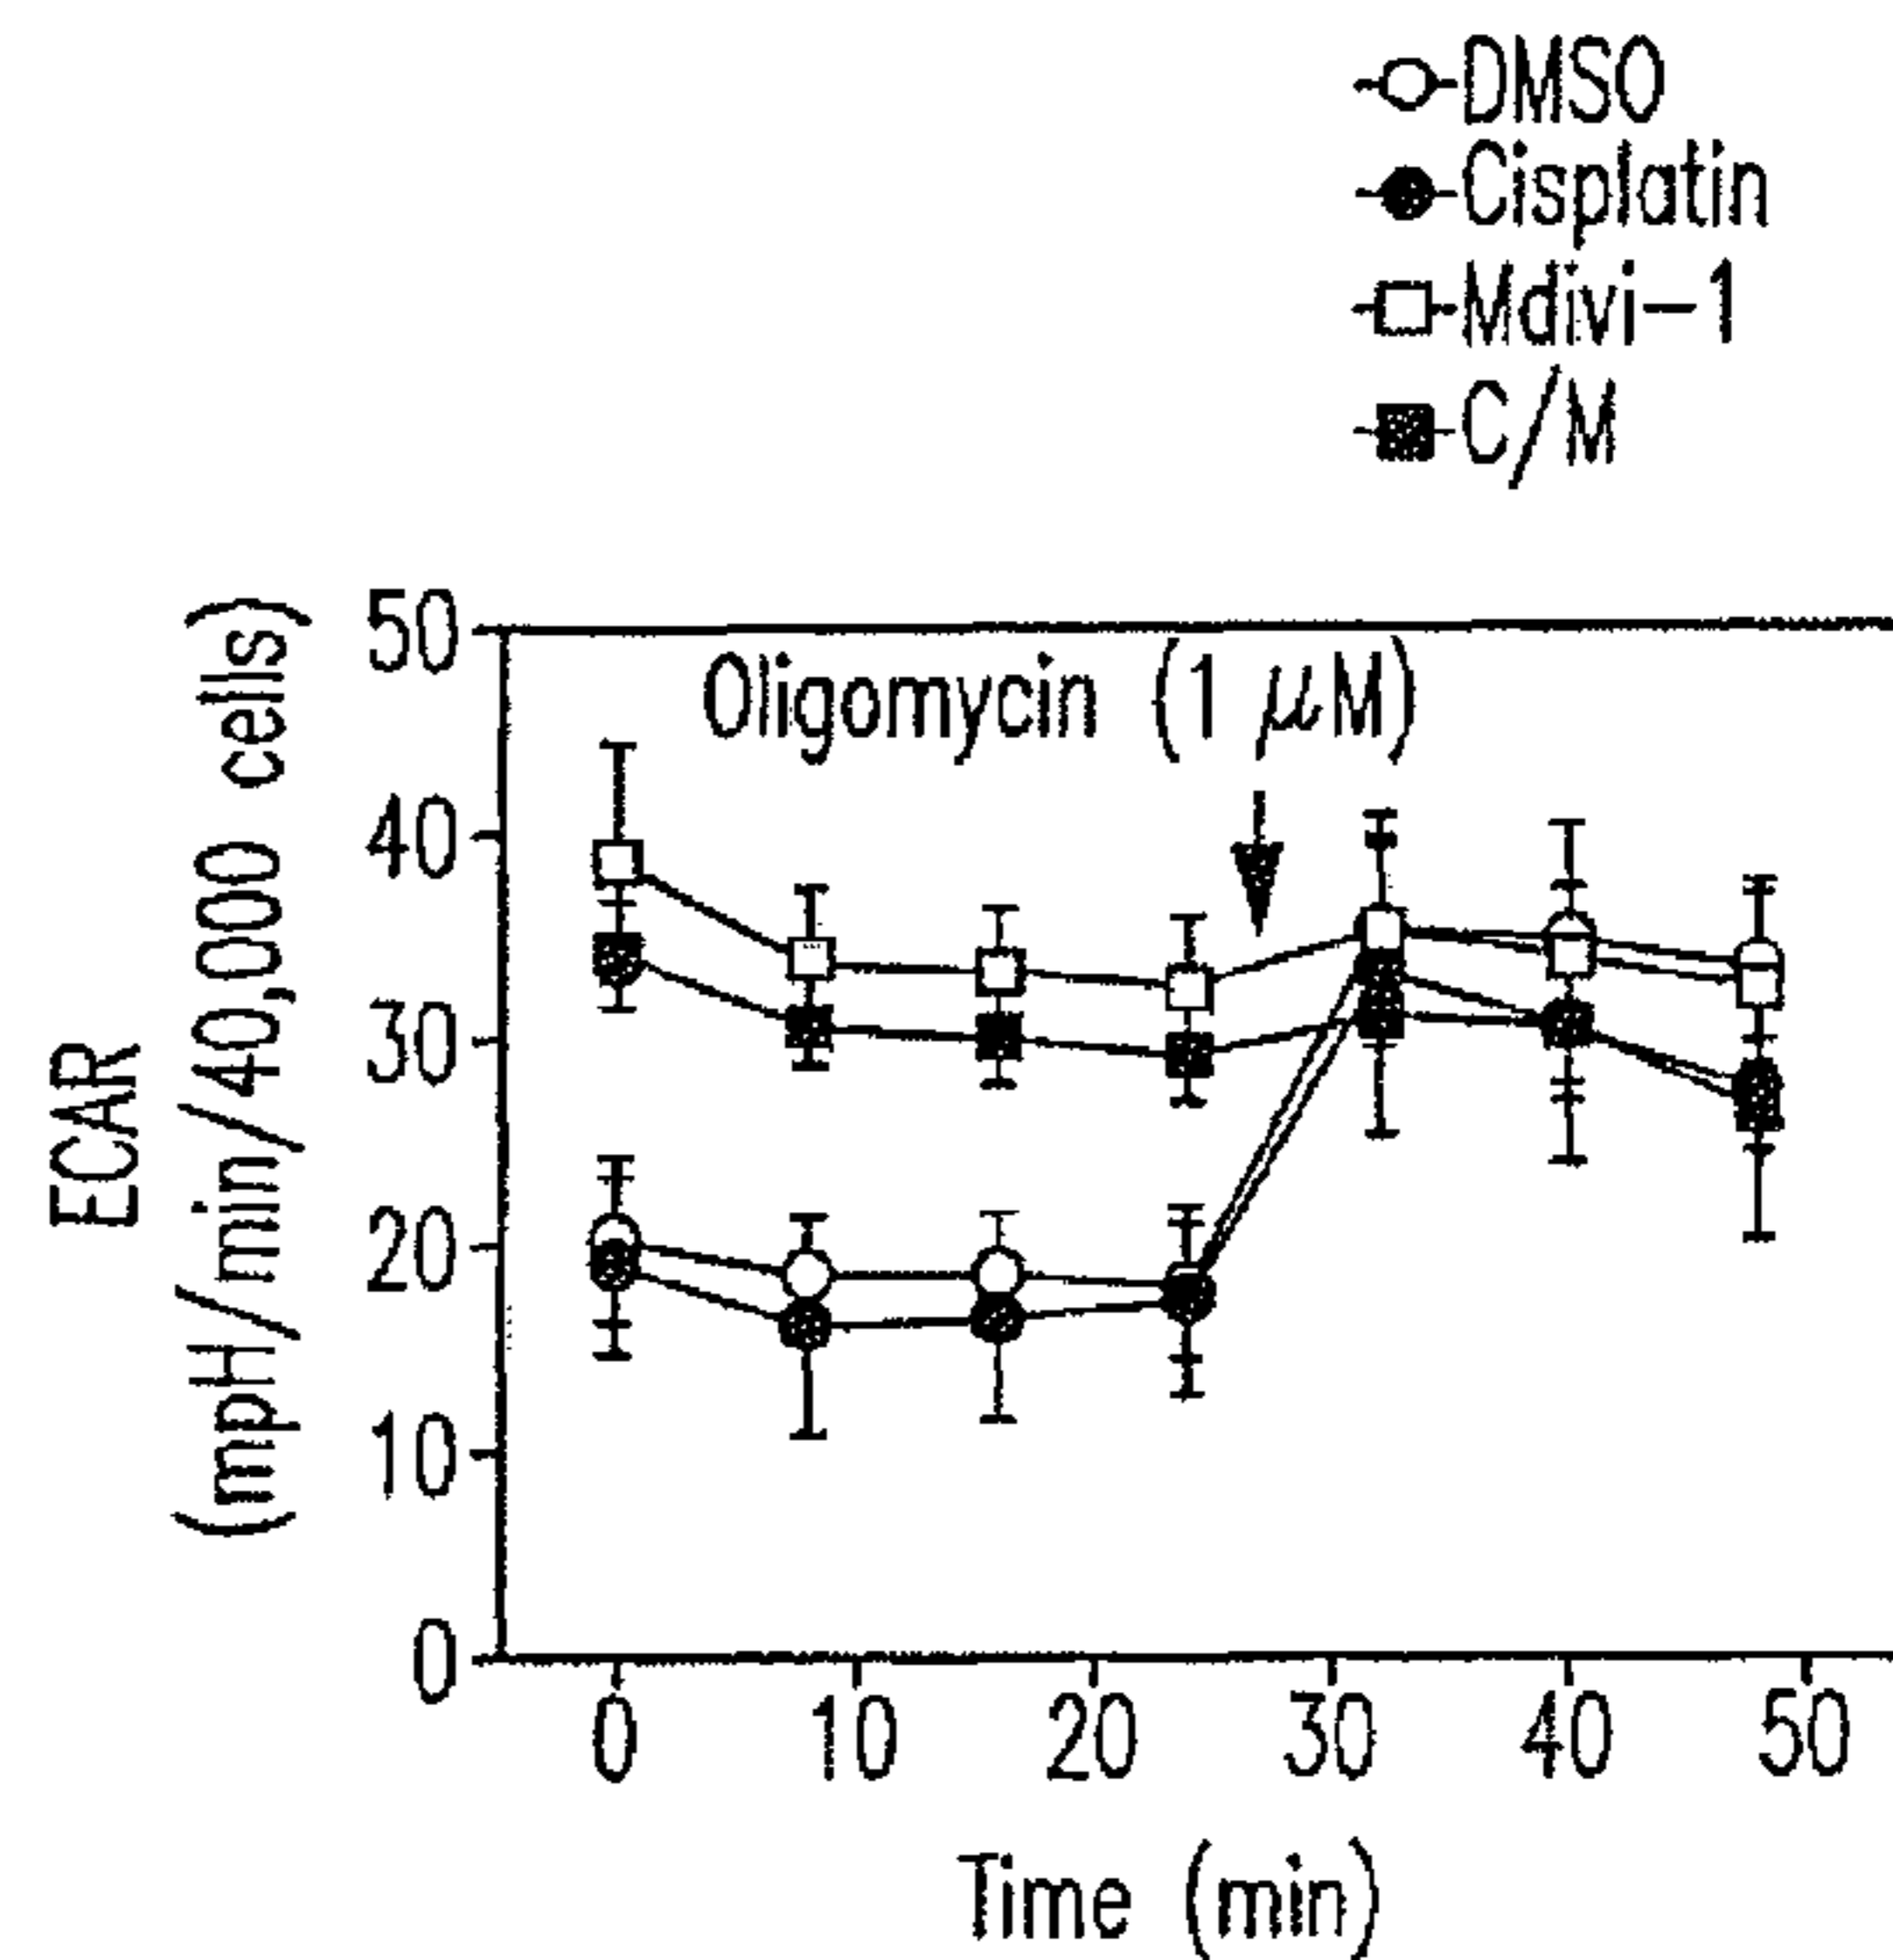 DMSO
Cisplatin
Mdivi-1
C/M
50
Oligomycin (1 μM)
40
30
20
10
0
ECAR
(mpH/min/40,000 cells)
0 10 20 30 40 50
Time (min)